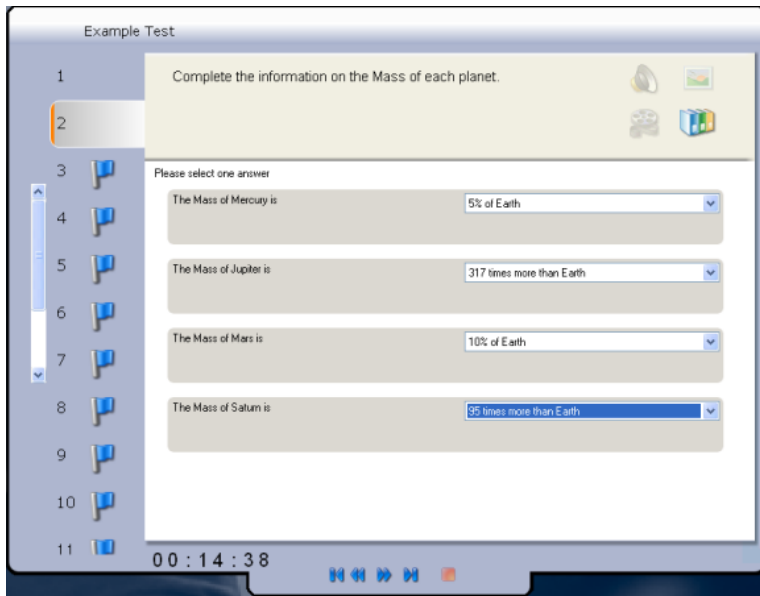 Example Test
1
2
3
4
5
6
7
8
9
10
11
Complete the information on the Mass of each planet.
Please select one answer
The Mass of Mercury is
5% of Earth
The Mass of Jupiter is
317 times more than Earth
The Mass of Mars is
10% of Earth
The Mass of Saturn is
95 times more than Earth
00:14:38